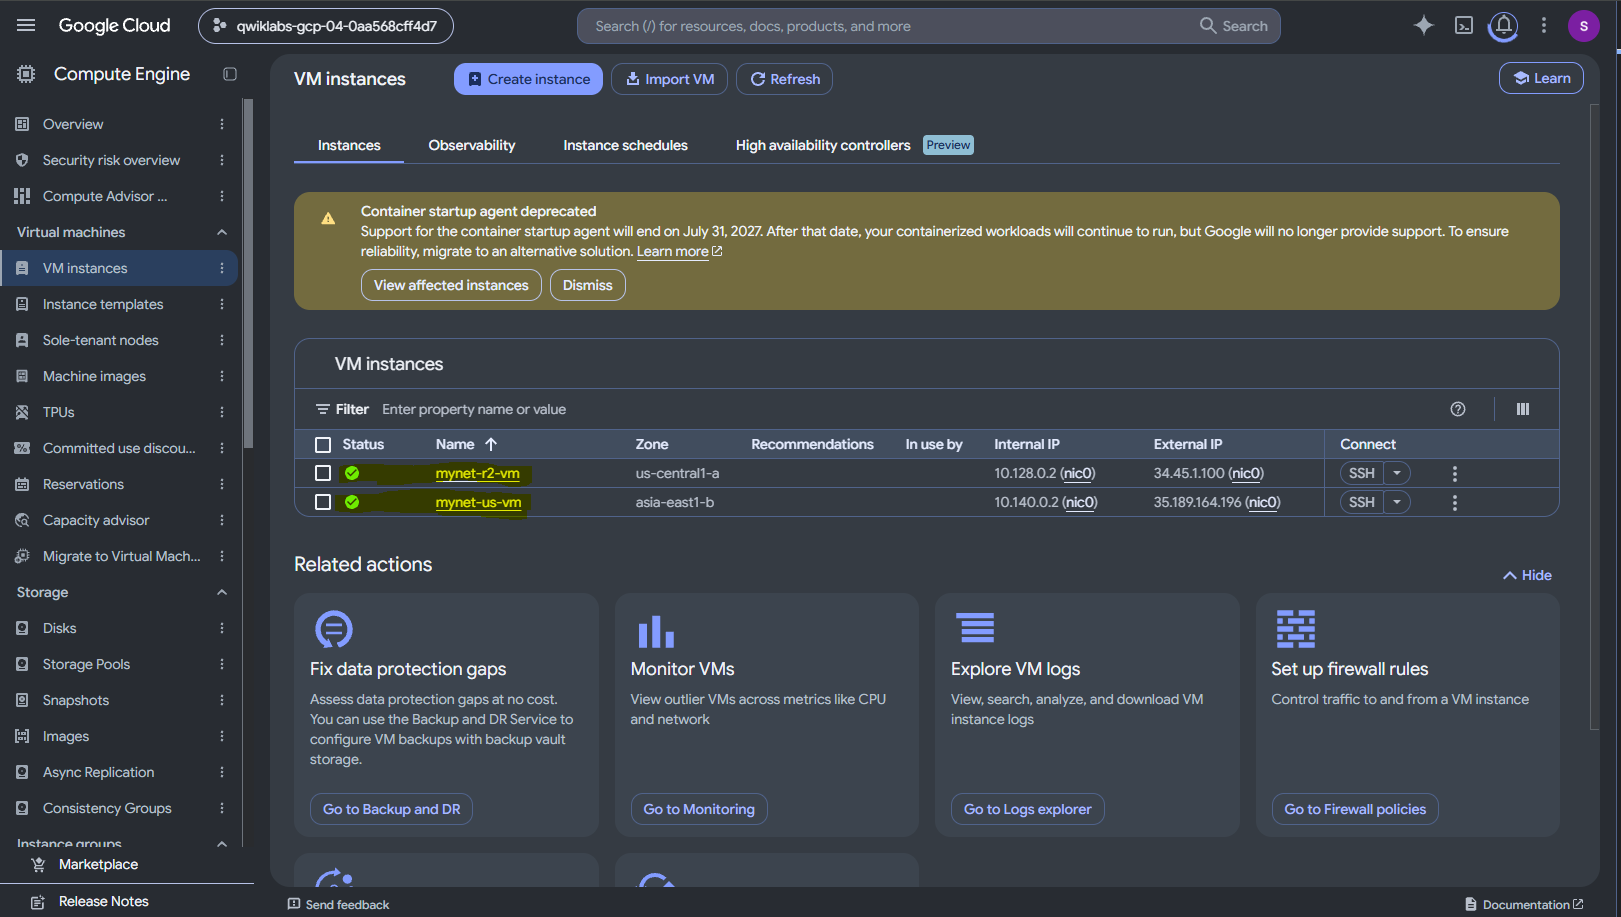 Google Cloud
qwiklabs-gcp-04-0aa568cff4d7
Search (/) for resources, docs, products, and more
Search
S
Compute Engine
Overview
Security risk overview
Compute Advisor ...
Virtual machines
VM instances
Instance templates
Sole-tenant nodes
Machine images
TPUs
Committed use discou...
Reservations
Capacity advisor
Migrate to Virtual Mach...
Storage
Disks
Storage Pools
Snapshots
Images
Async Replication
Consistency Groups
Instance groups
Marketplace
Release Notes
VM instances
Create instance
Import VM
Refresh
Learn
Instances
Observability
Instance schedules
High availability controllers
Preview
Container startup agent deprecated
Support for the container startup agent will end on July 31, 2027. After that date, your containerized workloads will continue to run, but Google will no longer provide support. To ensure
reliability, migrate to an alternative solution. Learn more
View affected instances
Dismiss
VM instances
Filter Enter property name or value
Status Name Zone Recommendations In use by Internal IP External IP Connect
mynet-r2-vm us-central1-a 10.128.0.2 (nic0) 34.45.1.100 (nic0) SSH
mynet-us-vm asia-east1-b 10.140.0.2 (nic0) 35.189.164.196 (nic0) SSH
Related actions
Hide
Fix data protection gaps
Assess data protection gaps at no cost.
You can use the Backup and DR Service to
configure VM backups with backup vault
storage.
Go to Backup and DR
Monitor VMs
View outlier VMs across metrics like CPU
and network
Go to Monitoring
Explore VM logs
View, search, analyze, and download VM
instance logs
Go to Logs explorer
Set up firewall rules
Control traffic to and from a VM instance
Go to Firewall policies
Send feedback
Documentation